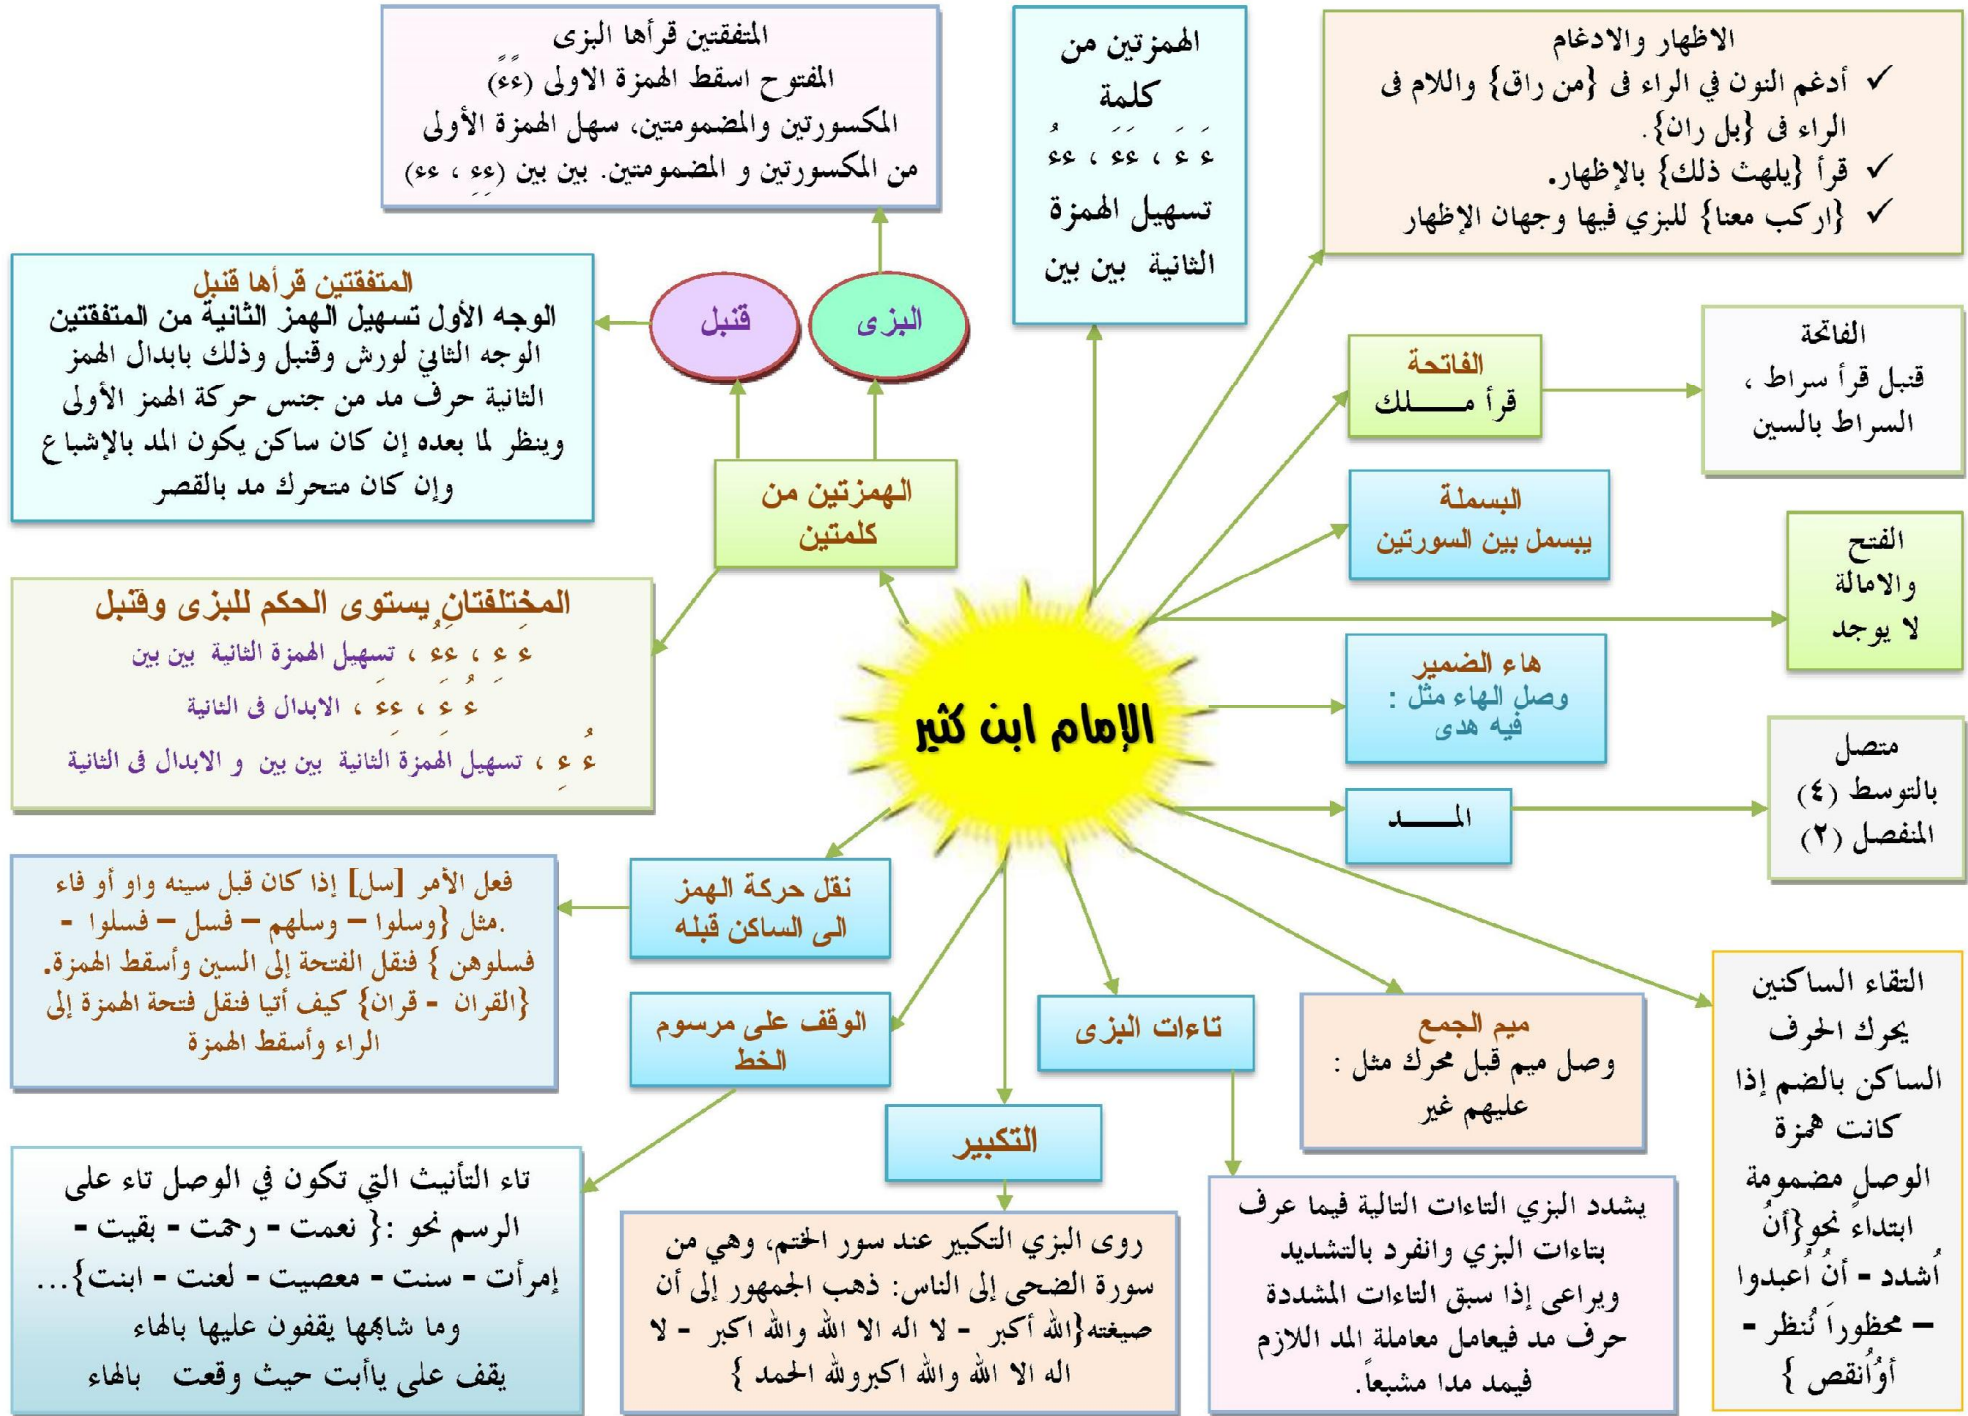 الاظهار والادغام
✓ أدغم النون في الراء فى {من راق} واللام فى
الراء فى {بل ران}.
✓ قرأ {يلهث ذلك} بالإظهار.
✓ {اركب معنا} للبزي فيها وجهان الإظهار
الهمزتين من
كلمة
ءَ ءَ ، ءَءَ ، ءءُ
تسهيل الهمزة
الثانية بين بين
المتفقتين قرأها البزى
المفتوح اسقط الهمزة الاولى (ءَءَ)
المكسورتين والمضمومتين، سهل الهمزة الأولى
من المكسورتين و المضمومتين. بين بين (ءِءِ ، ءء)
البزى
قنبل
المتفقتين قرأها قنبل
الوجه الأول تسهيل الهمز الثانية من المتفقتين
الوجه الثاني لورش وقنبل وذلك بابدال الهمز
الثانية حرف مد من جنس حركة الهمز الأولى
وينظر لما بعده إن كان ساكن يكون المد بالإشباع
وإن كان متحرك مد بالقصر
الهمزتين من
كلمتين
المختلفتان يستوى الحكم للبزى وقنبل
ءَ ءِ ، ءَءُ ، تسهيل الهمزة الثانية بين بين
ءُ ءَ ، ءِءَ ، الابدال فى الثانية
ءُ ءِ ، تسهيل الهمزة الثانية بين بين و الابدال فى الثانية
الفاتحة
قرأ مـــلك
الفاتحة
قنبل قرأ سراط ،
السراط بالسين
البسملة
يبسمل بين السورتين
الفتح
والامالة
لا يوجد
هاء الضمير
وصل الهاء مثل :
فيه هدى
المـــد
متصل
بالتوسط (٤)
المنفصل (٢)
الإمام ابن كثير
نقل حركة الهمز
الى الساكن قبله
فعل الأمر [سل] إذا كان قبل سينه واو أو فاء
.مثل {وسلوا – وسلهم – فسل – فسلوا -
فسلوهن } فنقل الفتحة إلى السين وأسقط الهمزة.
{القران - قران} كيف أتيا فنقل فتحة الهمزة إلى
الراء وأسقط الهمزة
الوقف على مرسوم
الخط
تاء التأنيث التي تكون في الوصل تاء على
الرسم نحو :{ نعمت - رحمت - بقيت -
إمرأت - سنت - معصيت - لعنت - ابنت}...
وما شابهها يقفون عليها بالهاء
يقف على ياأبت حيث وقعت بالهاء
التكبير
روى البزي التكبير عند سور الختم، وهي من
سورة الضحى إلى الناس: ذهب الجمهور إلى أن
صيغته{الله أكبر - لا اله الا الله والله اكبر - لا
اله الا الله والله اكبرولله الحمد }
تاءات البزى
يشدد البزي التاءات التالية فيما عرف
بتاءات البزي وانفرد بالتشديد
ويراعى إذا سبق التاءات المشددة
حرف مد فيعامل معاملة المد اللازم
فيمد مدا مشبعاً.
ميم الجمع
وصل ميم قبل محرك مثل :
عليهم غير
التقاء الساكنين
يحرك الحرف
الساكن بالضم إذا
كانت همزة
الوصل مضمومة
ابتداءً نحو{أنُ
اُشدد - أنُ اُعبدوا
– محظوراَ نُنظر -
أوُاُنقص }